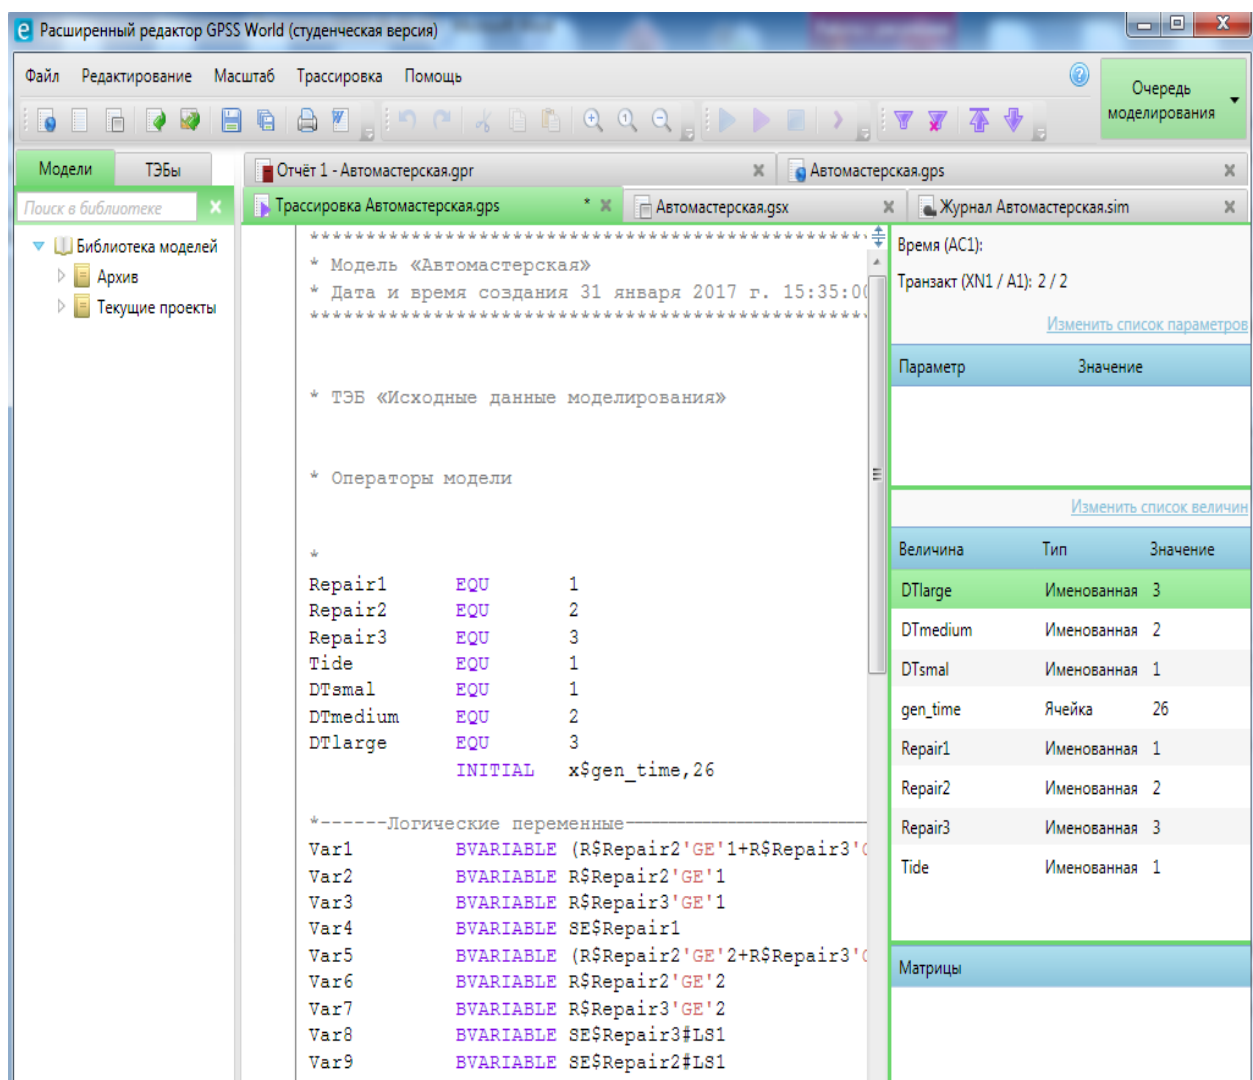 Расширенный редактор GPSS World (студенческая версия)
Файл Редактирование Масштаб Трассировка Помощь
Очередь
моделирования
Модели ТЭБы
Отчёт 1 - Автомастерская.gpr
Автомастерская.gps
Поиск в библиотеке
Трассировка Автомастерская.gps *
Автомастерская.gsx
Журнал Автомастерская.sim
Библиотека моделей
Архив
Текущие проекты
**************************************************
* Модель «Автомастерская»
* Дата и время создания 31 января 2017 г. 15:35:00
**************************************************
* ТЭБ «Исходные данные моделирования»
* Операторы модели
*
Repair1 EQU 1
Repair2 EQU 2
Repair3 EQU 3
Tide EQU 1
DTsmal EQU 1
DTmedium EQU 2
DTlarge EQU 3
INITIAL x$gen_time,26
*------Логические переменные
Var1 BVARIABLE (R$Repair2'GE'1+R$Repair3'G
Var2 BVARIABLE R$Repair2'GE'1
Var3 BVARIABLE R$Repair3'GE'1
Var4 BVARIABLE SE$Repair1
Var5 BVARIABLE (R$Repair2'GE'2+R$Repair3'G
Var6 BVARIABLE R$Repair2'GE'2
Var7 BVARIABLE R$Repair3'GE'2
Var8 BVARIABLE SE$Repair3#LS1
Var9 BVARIABLE SE$Repair2#LS1
Время (AC1):
Транзакт (XN1 / A1): 2 / 2
Изменить список параметров
Параметр Значение
Изменить список величин
Величина Тип Значение
DTlarge Именованная 3
DTmedium Именованная 2
DTsmal Именованная 1
gen_time Ячейка 26
Repair1 Именованная 1
Repair2 Именованная 2
Repair3 Именованная 3
Tide Именованная 1
Матрицы